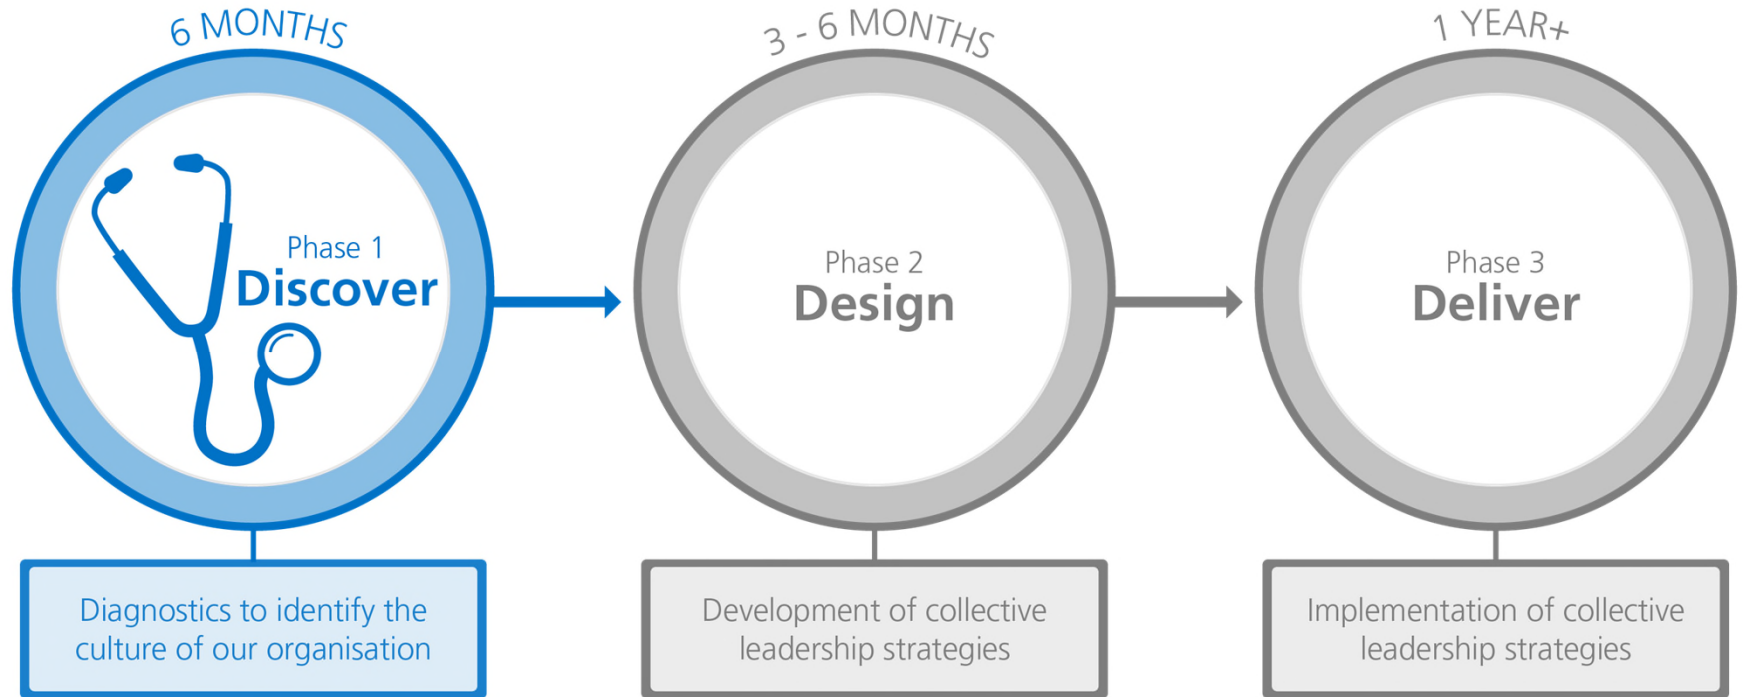 6 MONTHS
Phase 1
Discover
Diagnostics to identify the
culture of our organisation
3 - 6 MONTHS
Phase 2
Design
Development of collective
leadership strategies
1 YEAR+
Phase 3
Deliver
Implementation of collective
leadership strategies